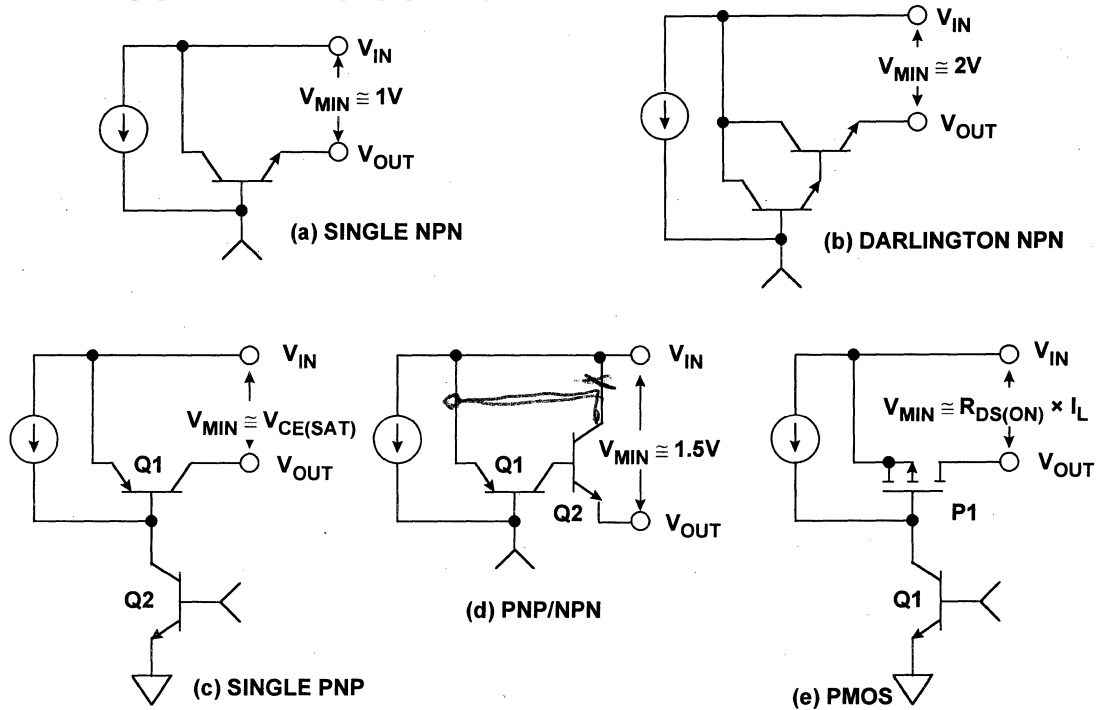 V_IN
V_MIN ≅ 1V
V_OUT
(a) SINGLE NPN
V_IN
V_MIN ≅ 2V
V_OUT
(b) DARLINGTON NPN
V_IN
V_MIN ≅ V_CE(SAT)
V_OUT
Q1
Q2
(c) SINGLE PNP
V_IN
V_MIN ≅ 1.5V
Q1
Q2
V_OUT
(d) PNP/NPN
V_IN
V_MIN ≅ R_DS(ON) × I_L
V_OUT
P1
Q1
(e) PMOS